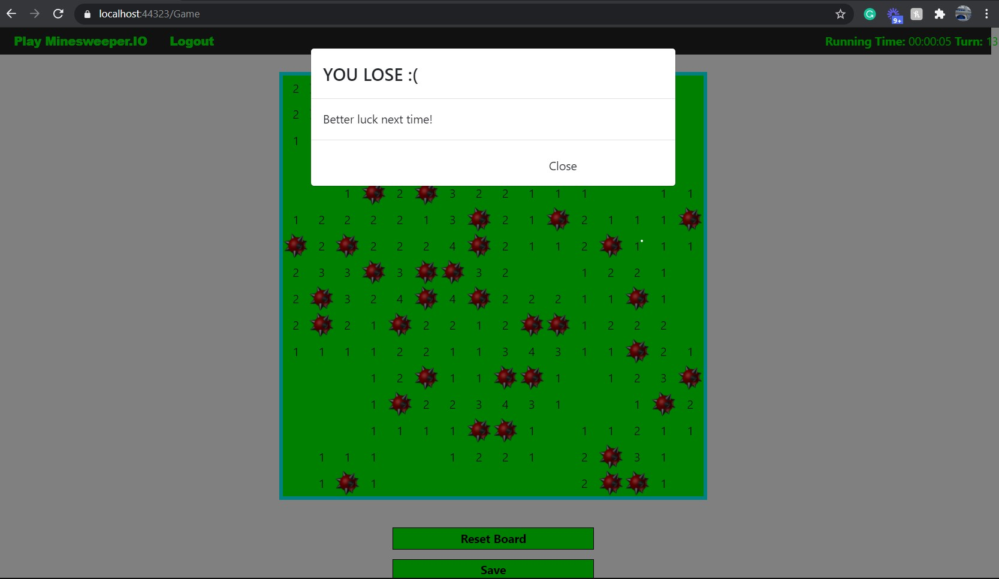 localhost:44323/Game
9+
Play Minesweeper.IO Logout Running Time: 00:00:05 Turn: 13
YOU LOSE :(
Better luck next time!
Close
2
2
1
1 2 3 2 2 1 1 1 1 1
1 2 2 2 2 1 3 2 1 2 1 1 1
2 2 2 2 4 2 1 1 2 1 1 1
2 3 3 3 3 2 1 2 2 1
2 3 2 4 4 2 2 2 1 1 1
2 2 1 2 2 1 2 1 2 2 2
1 1 1 1 2 2 1 1 3 4 3 1 1 2 1
1 2 1 1 1 1 2 3
1 2 2 3 4 3 1 1 2
1 1 1 1 1 1 1 2 1 1
1 1 1 1 2 2 1 2 3 1
1 1 2 1
Reset Board
Save